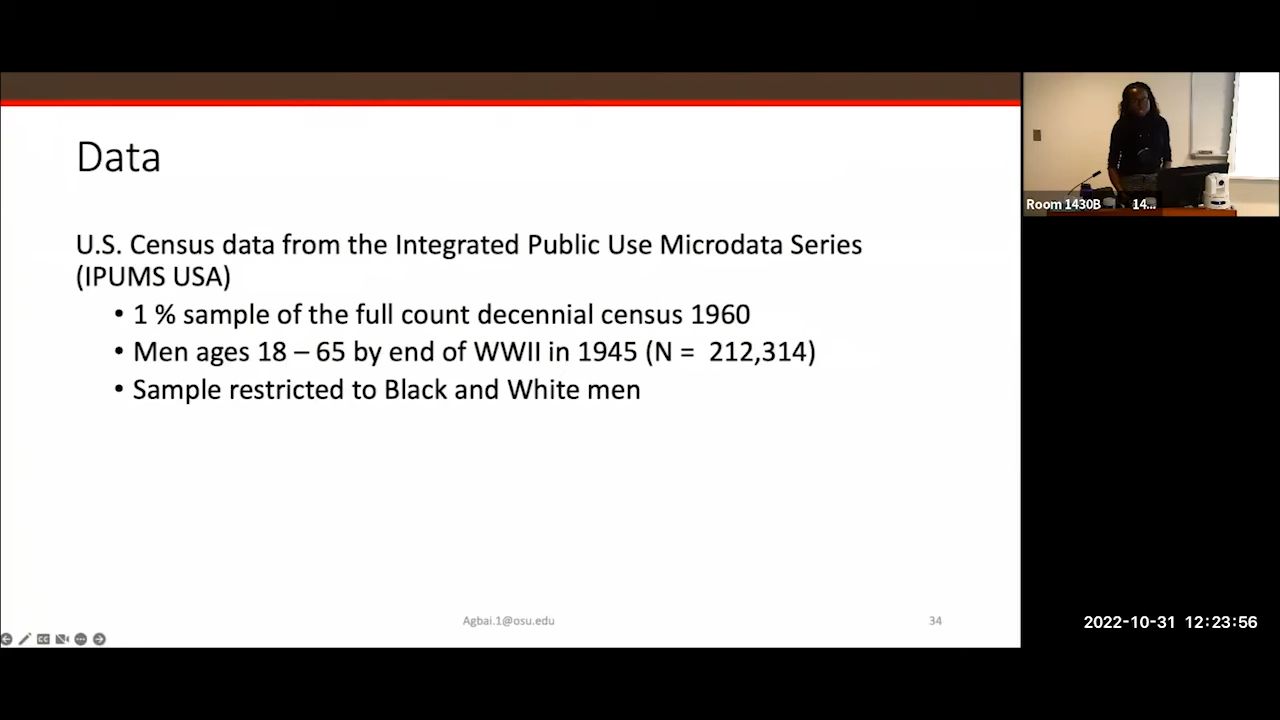 Data
U.S. Census data from the Integrated Public Use Microdata Series
(IPUMS USA)
• 1 % sample of the full count decennial census 1960
• Men ages 18 – 65 by end of WWII in 1945 (N = 212,314)
• Sample restricted to Black and White men
Agbai.1@osu.edu
34
CC
Room 1430B 14...
2022-10-31 12:23:56